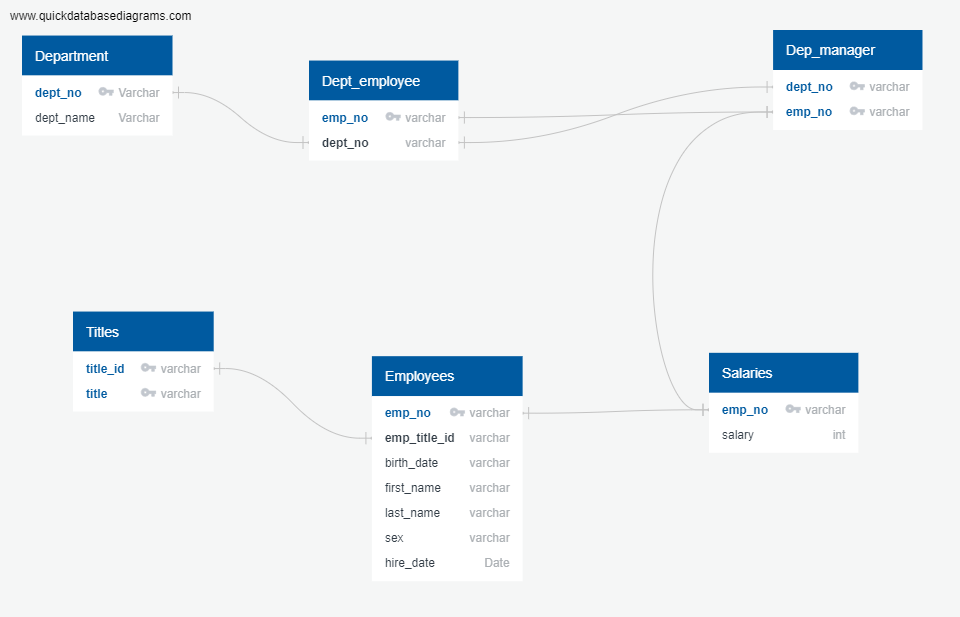 www.quickdatabasediagrams.com
Department
dept_no Varchar
dept_name Varchar
Dept_employee
emp_no varchar
dept_no varchar
Dep_manager
dept_no varchar
emp_no varchar
Titles
title_id varchar
title varchar
Employees
emp_no varchar
emp_title_id varchar
birth_date varchar
first_name varchar
last_name varchar
sex varchar
hire_date Date
Salaries
emp_no varchar
salary int